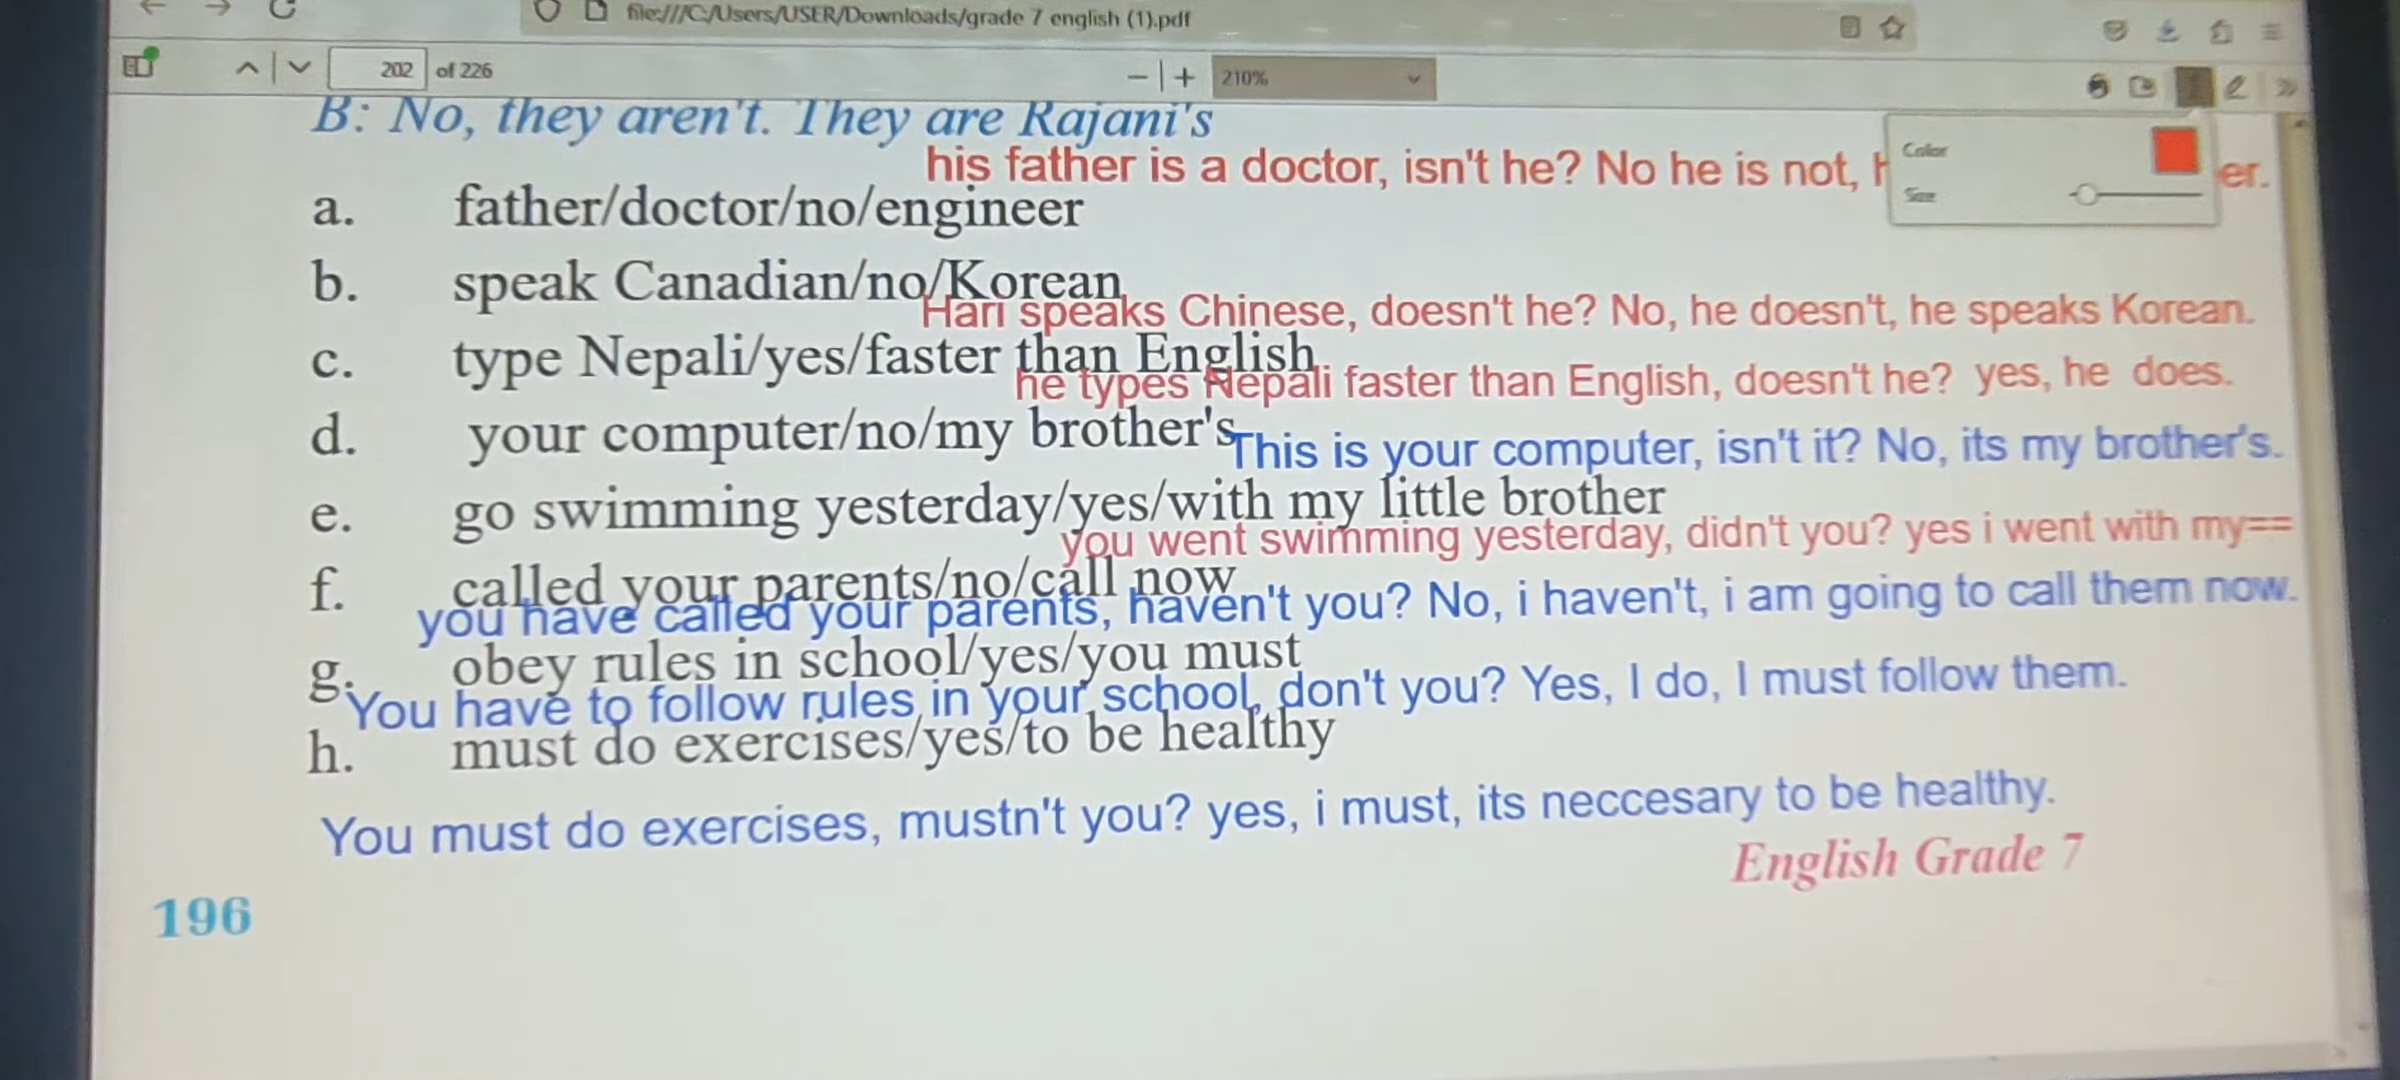 file:///C:/Users/USER/Downloads/grade 7 english (1).pdf
202 of 226
210%
B: No, they aren't. They are Rajani's
Color
Size
his father is a doctor, isn't he? No he is not, h er.
a. father/doctor/no/engineer
b. speak Canadian/no/Korean
Hari speaks Chinese, doesn't he? No, he doesn't, he speaks Korean.
c. type Nepali/yes/faster than English
he types Nepali faster than English, doesn't he? yes, he does.
d. your computer/no/my brother's
This is your computer, isn't it? No, its my brother's.
e. go swimming yesterday/yes/with my little brother
you went swimming yesterday, didn't you? yes i went with my==
f. called your parents/no/call now
you have called your parents, haven't you? No, i haven't, i am going to call them now.
g. obey rules in school/yes/you must
You have to follow rules in your school, don't you? Yes, I do, I must follow them.
h. must do exercises/yes/to be healthy
You must do exercises, mustn't you? yes, i must, its neccesary to be healthy.
English Grade 7
196